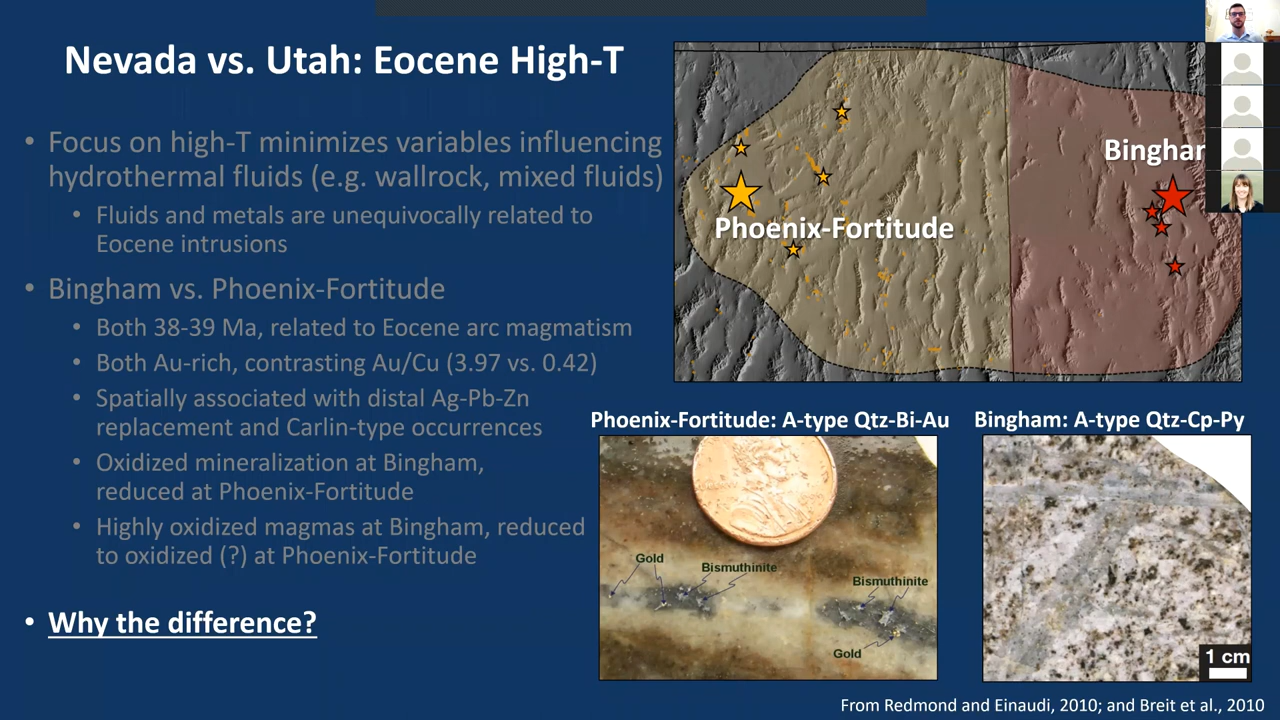 Nevada vs. Utah: Eocene High-T
• Focus on high-T minimizes variables influencing
hydrothermal fluids (e.g. wallrock, mixed fluids)
• Fluids and metals are unequivocally related to
Eocene intrusions
• Bingham vs. Phoenix-Fortitude
• Both 38-39 Ma, related to Eocene arc magmatism
• Both Au-rich, contrasting Au/Cu (3.97 vs. 0.42)
• Spatially associated with distal Ag-Pb-Zn
replacement and Carlin-type occurrences
• Oxidized mineralization at Bingham,
reduced at Phoenix-Fortitude
• Highly oxidized magmas at Bingham, reduced
to oxidized (?) at Phoenix-Fortitude
• Why the difference?
Binghar
Phoenix-Fortitude
Phoenix-Fortitude: A-type Qtz-Bi-Au
Gold
Bismuthinite
Bismuthinite
Gold
Bingham: A-type Qtz-Cp-Py
1 cm
From Redmond and Einaudi, 2010; and Breit et al., 2010